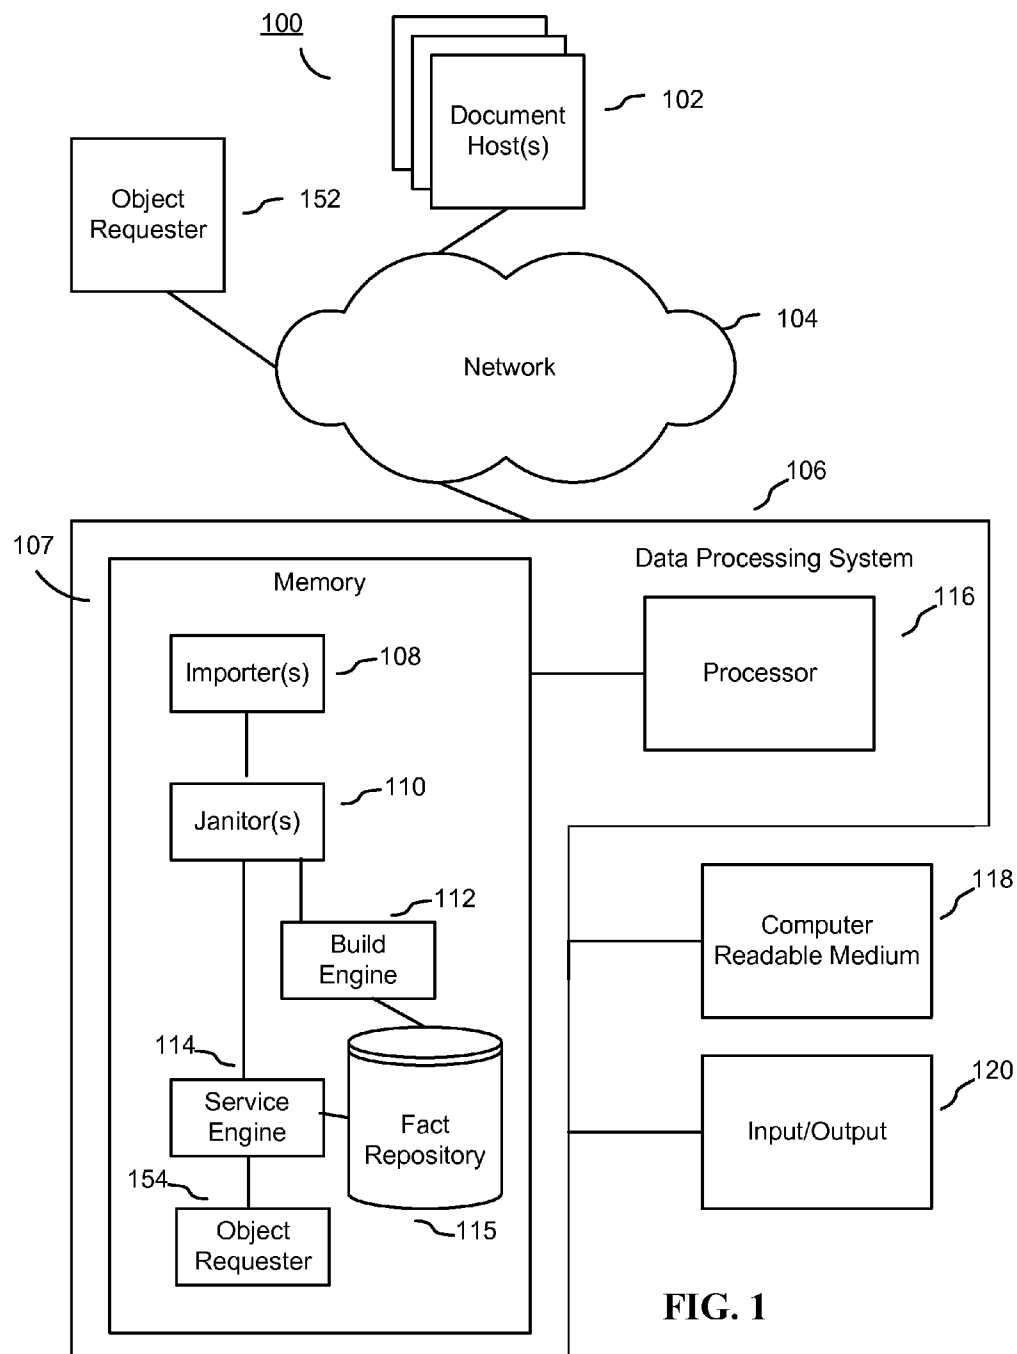 100
Document
Host(s)
102
Object
Requester
152
104
Network
106
107
Data Processing System
Memory
116
Importer(s)
108
Processor
110
Janitor(s)
112
118
Build
Engine
Computer
Readable Medium
114
Service
Engine
Fact
Repository
120
Input/Output
154
Object
Requester
115
FIG. 1